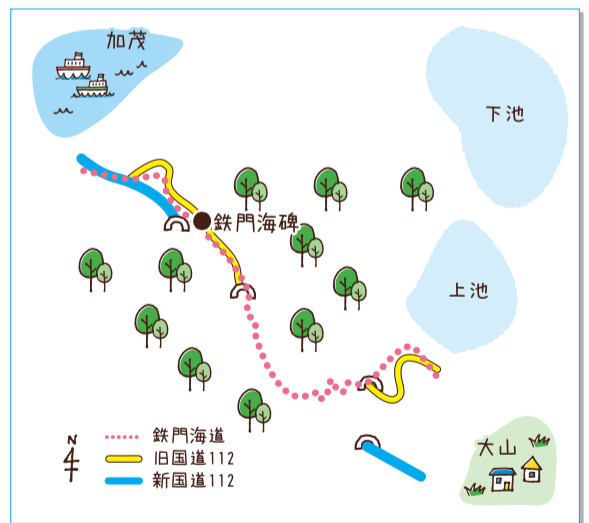 加茂
下池
鉄門海碑
上池
大山
N
鉄門海道
旧国道112
新国道112